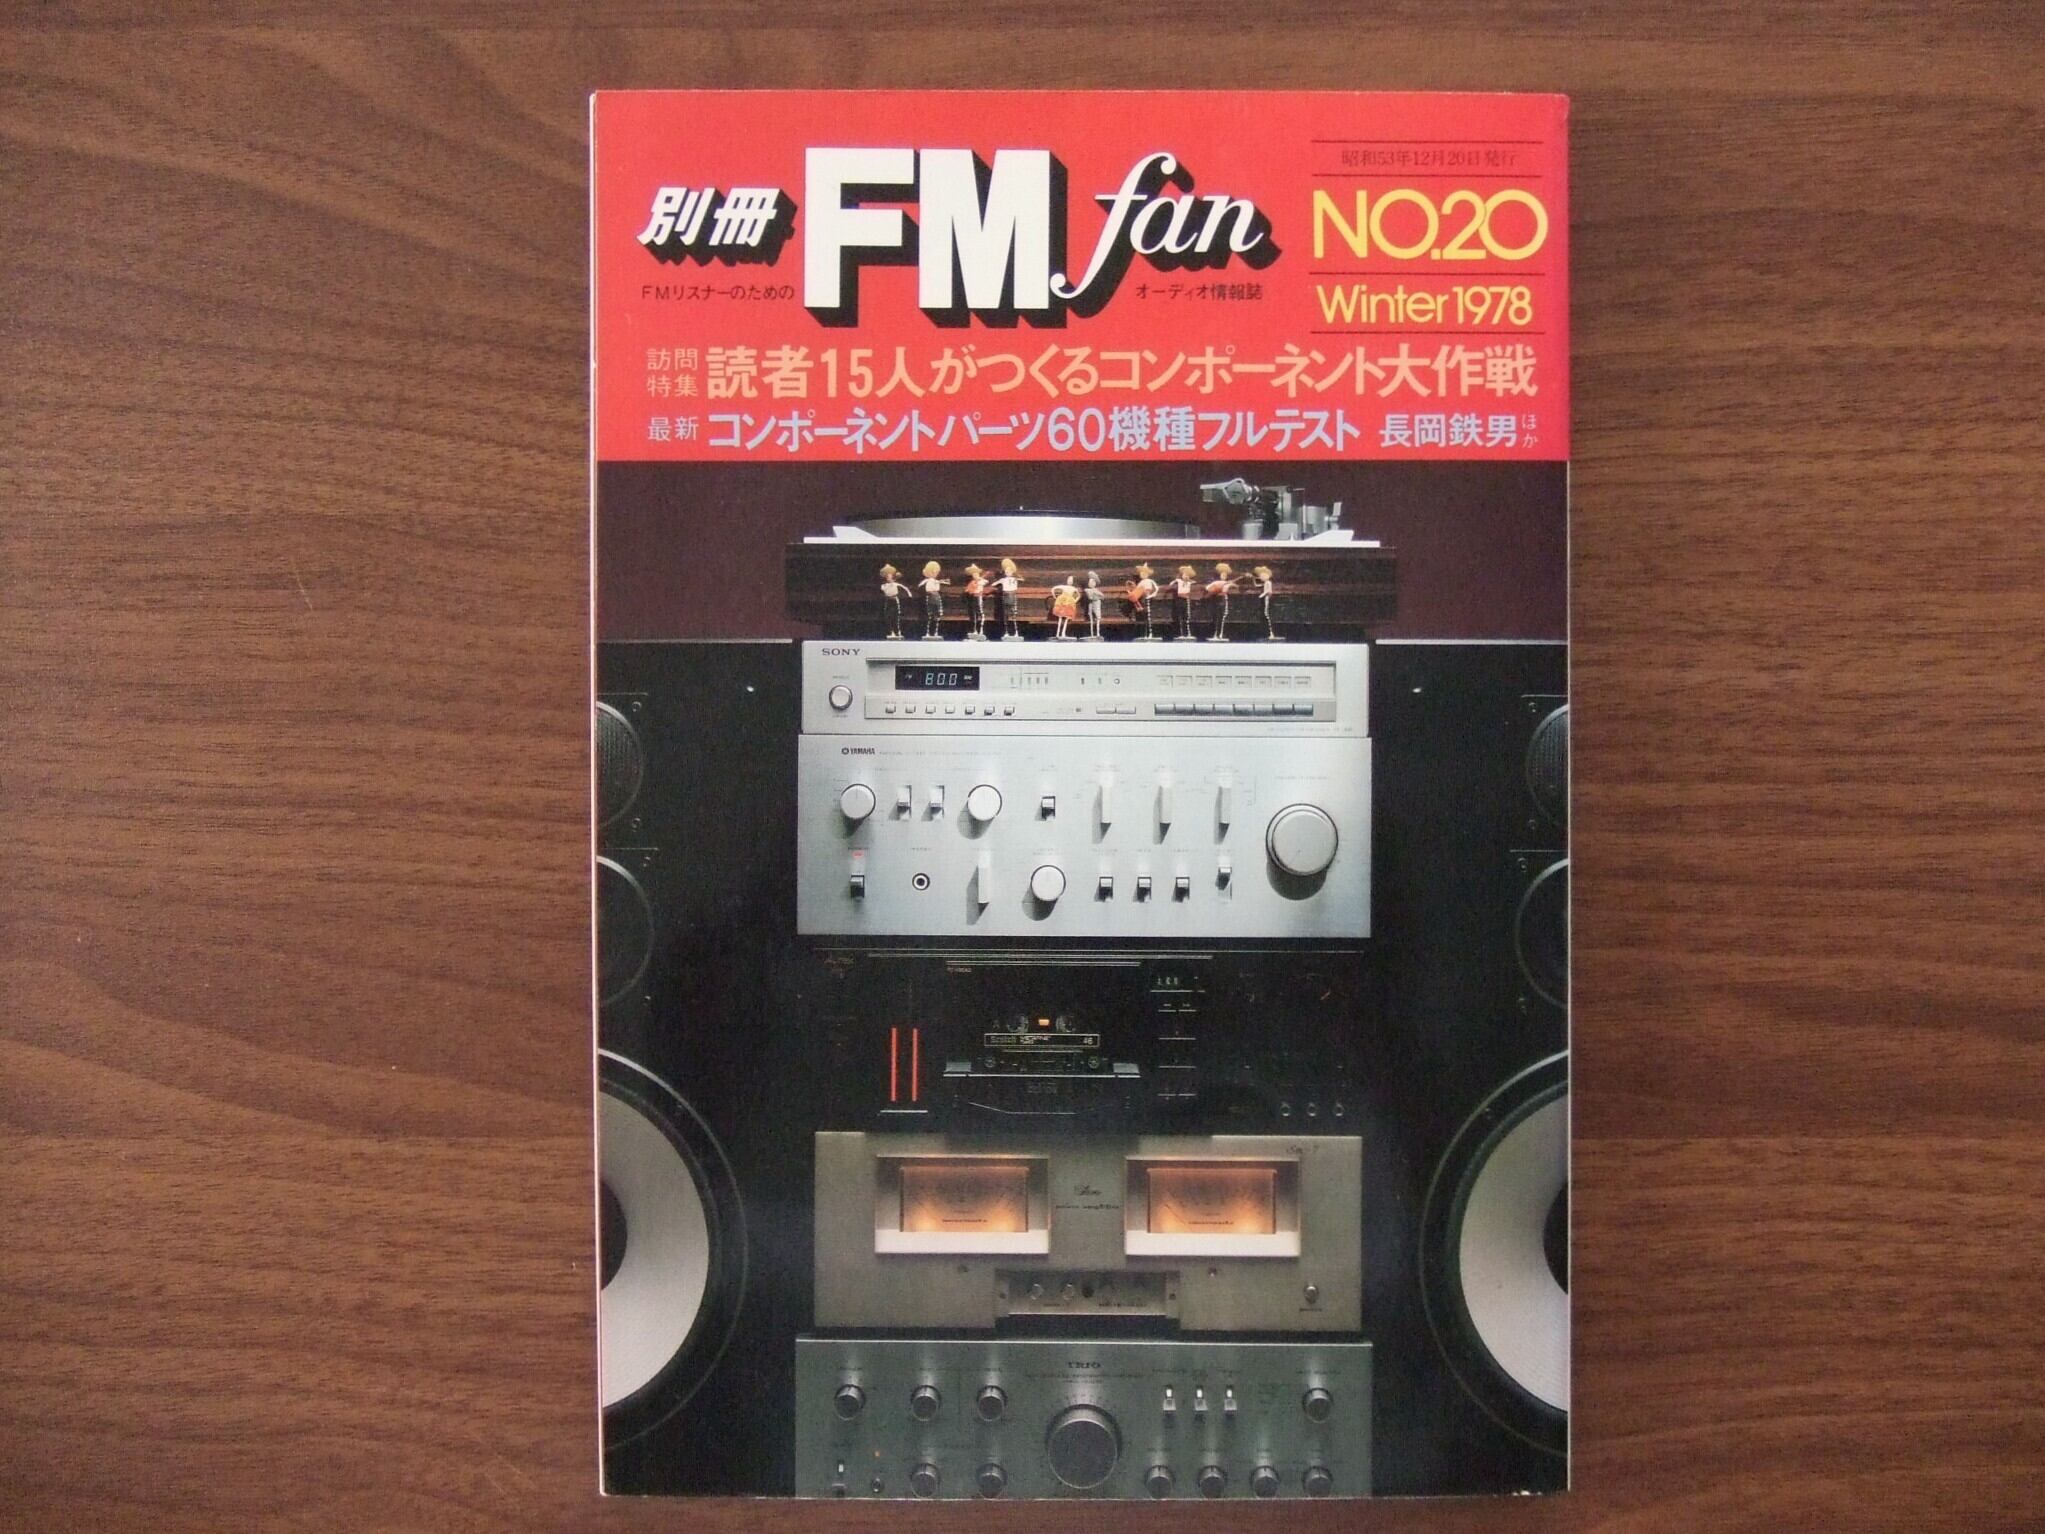 昭和53年12月20日発行
別冊 FM fan
NO.20
FMリスナーのための
オーディオ情報誌
Winter 1978
訪問特集 読者15人がつくるコンポーネント大作戦
最新 コンポーネントパーツ60機種フルテスト 長岡鉄男ほか
SONY
800
YAMAHA
Scotch
46
TRIO